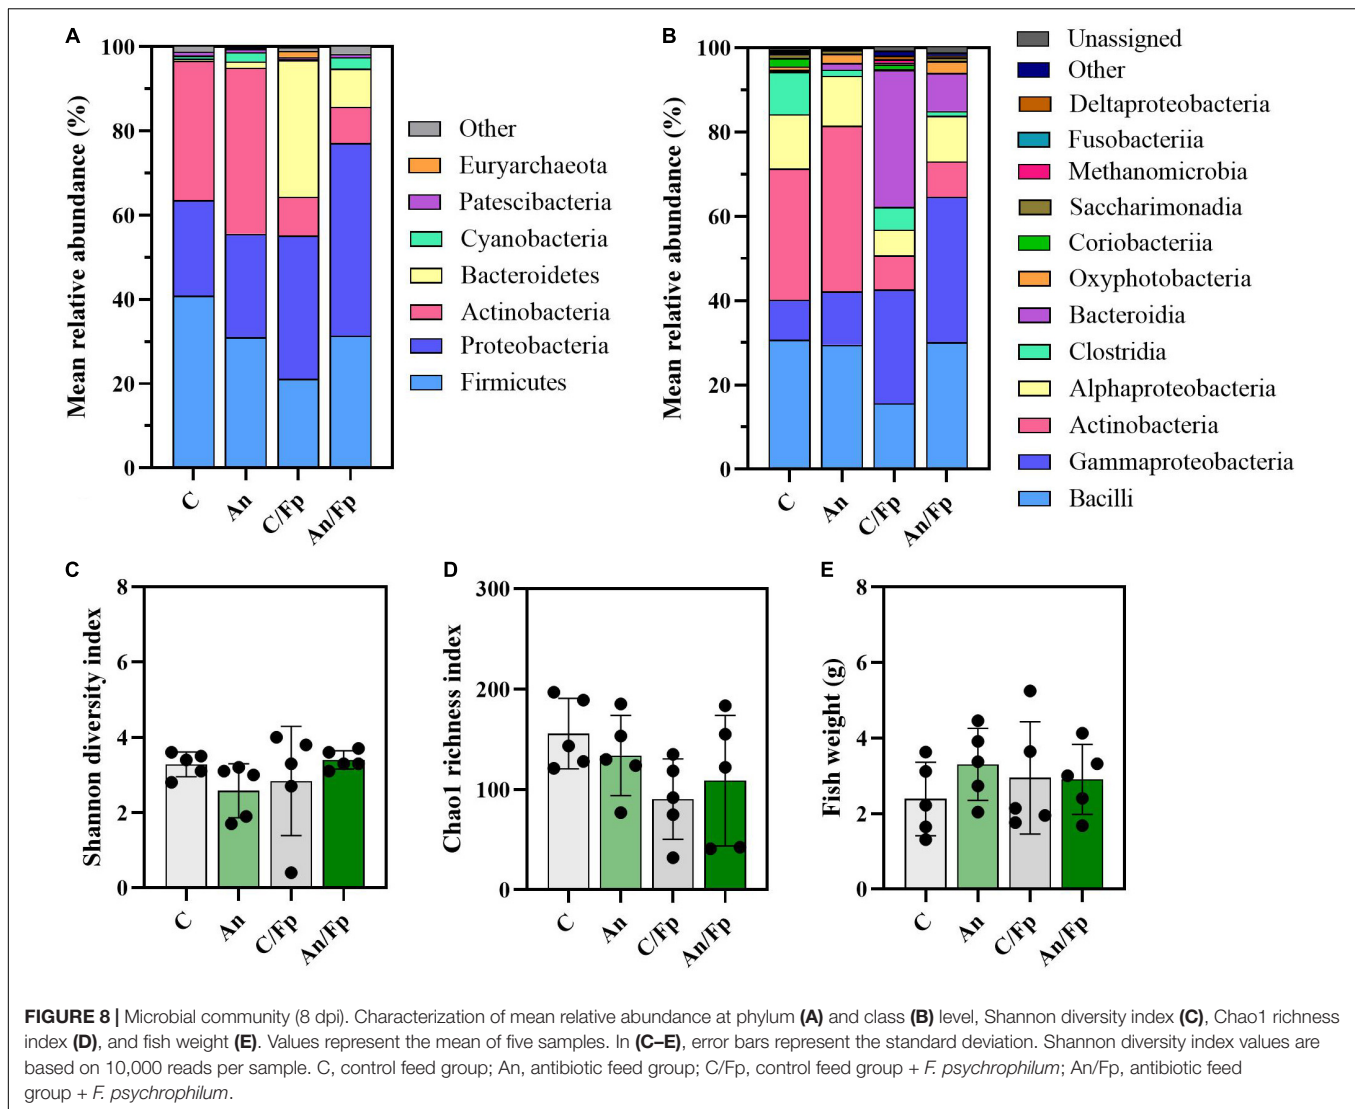 A
Mean relative abundance (%)
100
80
60
40
20
0
C
An
C/Fp
An/Fp
Other
Euryarchaeota
Patescibacteria
Cyanobacteria
Bacteroidetes
Actinobacteria
Proteobacteria
Firmicutes
B
Mean relative abundance (%)
100
80
60
40
20
0
C
An
C/Fp
An/Fp
Unassigned
Other
Deltaproteobacteria
Fusobacteriia
Methanomicrobia
Saccharimonadia
Coriobacteriia
Oxyphotobacteria
Bacteroidia
Clostridia
Alphaproteobacteria
Actinobacteria
Gammaproteobacteria
Bacilli
C
Shannon diversity index
8
6
4
2
0
C
An
C/Fp
An/Fp
D
Chao1 richness index
300
200
100
0
C
An
C/Fp
An/Fp
E
Fish weight (g)
8
6
4
2
0
C
An
C/Fp
An/Fp
FIGURE 8 | Microbial community (8 dpi). Characterization of mean relative abundance at phylum (A) and class (B) level, Shannon diversity index (C), Chao1 richness
index (D), and fish weight (E). Values represent the mean of five samples. In (C–E), error bars represent the standard deviation. Shannon diversity index values are
based on 10,000 reads per sample. C, control feed group; An, antibiotic feed group; C/Fp, control feed group + F. psychrophilum; An/Fp, antibiotic feed
group + F. psychrophilum.